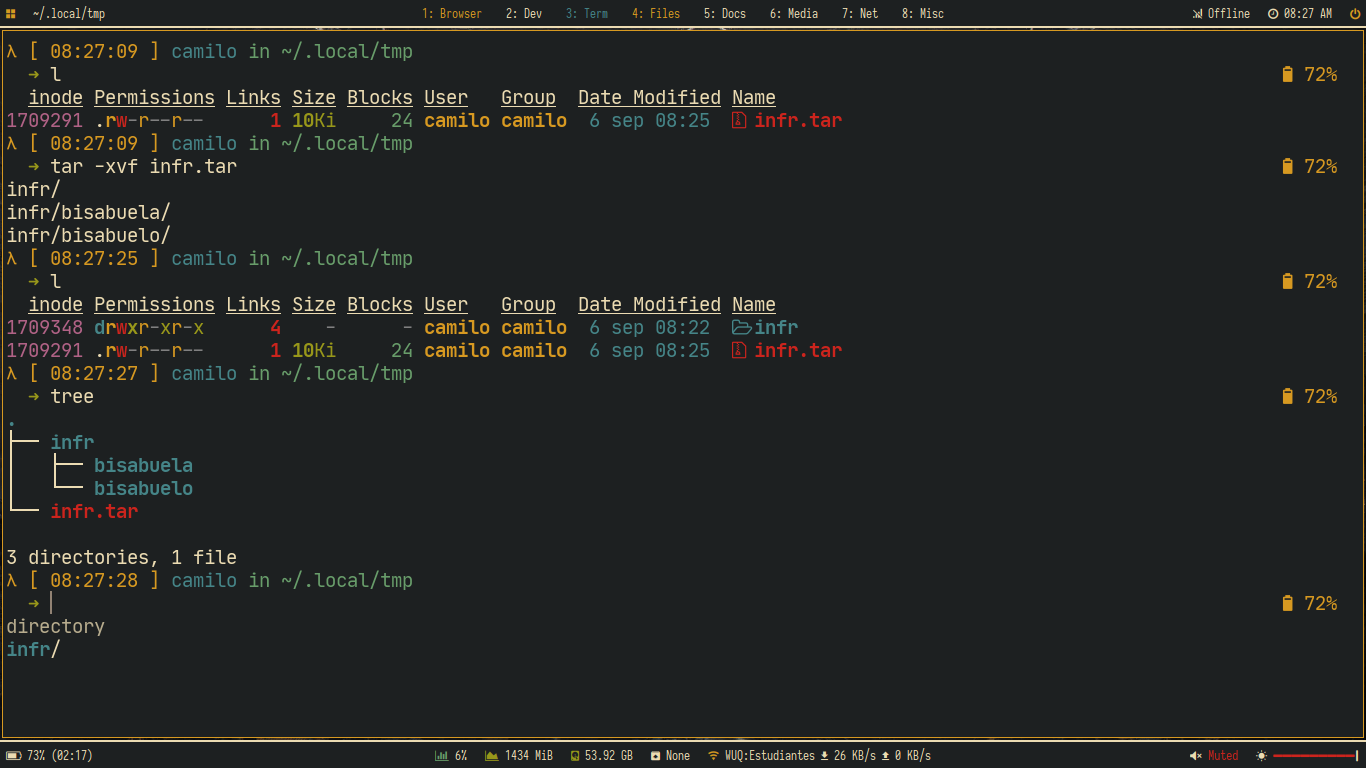 ~/.local/tmp 1: Browser 2: Dev 3: Term 4: Files 5: Docs 6: Media 7: Net 8: Misc Offline 08:27 AM
λ [ 08:27:09 ] camilo in ~/.local/tmp
➜ l 72%
inode Permissions Links Size Blocks User Group Date Modified Name
1709291 .rw-r--r-- 1 10Ki 24 camilo camilo 6 sep 08:25 infr.tar
λ [ 08:27:09 ] camilo in ~/.local/tmp
➜ tar -xvf infr.tar 72%
infr/
infr/bisabuela/
infr/bisabuelo/
λ [ 08:27:25 ] camilo in ~/.local/tmp
➜ l 72%
inode Permissions Links Size Blocks User Group Date Modified Name
1709348 drwxr-xr-x 4 - - camilo camilo 6 sep 08:22 infr
1709291 .rw-r--r-- 1 10Ki 24 camilo camilo 6 sep 08:25 infr.tar
λ [ 08:27:27 ] camilo in ~/.local/tmp
➜ tree 72%
.
├── infr
│   ├── bisabuela
│   └── bisabuelo
└── infr.tar
3 directories, 1 file
λ [ 08:27:28 ] camilo in ~/.local/tmp
➜ 72%
directory
infr/
73% (02:17) 6% 1434 MiB 53.92 GB None WUQ:Estudiantes 26 KB/s 0 KB/s Muted